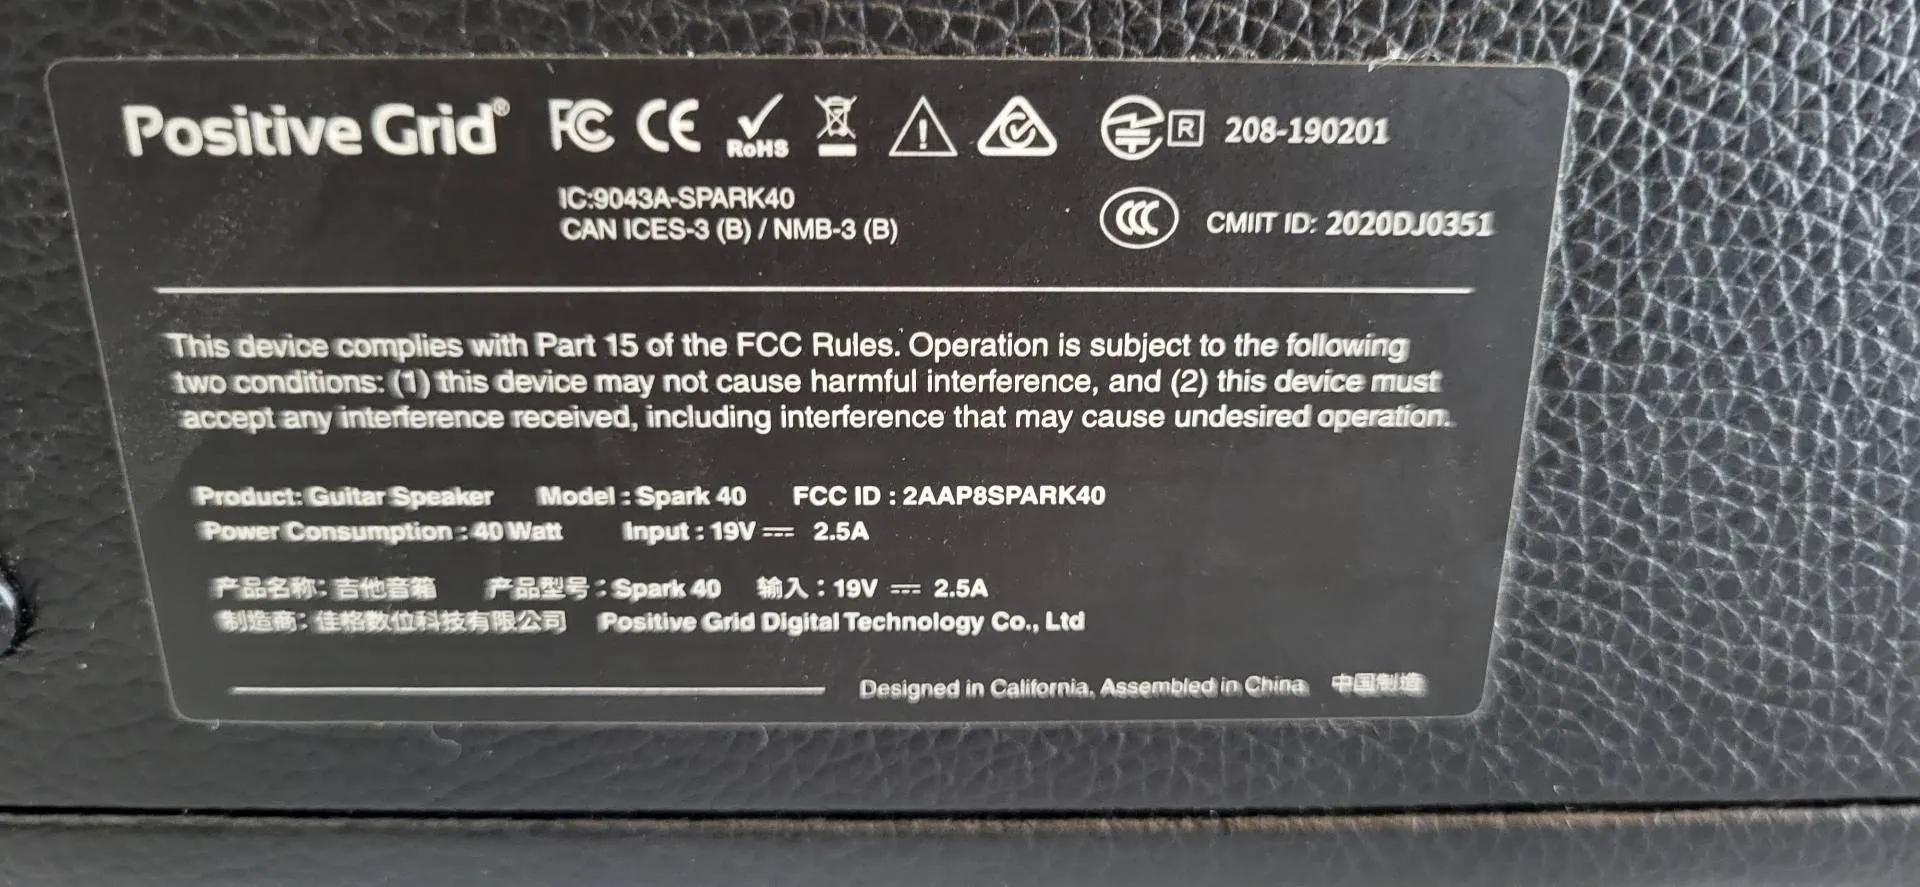 Positive Grid® FC CE RoHS R 208-190201
IC:9043A-SPARK40
CAN ICES-3 (B) / NMB-3 (B)
CCC CMIIT ID: 2020DJ0351
This device complies with Part 15 of the FCC Rules. Operation is subject to the following
two conditions: (1) this device may not cause harmful interference, and (2) this device must
accept any interference received, including interference that may cause undesired operation.
Product: Guitar Speaker Model : Spark 40 FCC ID : 2AAP8SPARK40
Power Consumption : 40 Watt Input : 19V ⎓ 2.5A
产品名称: 吉他音箱 产品型号 : Spark 40 输入 : 19V ⎓ 2.5A
制造商: 佳格數位科技有限公司 Positive Grid Digital Technology Co., Ltd
Designed in California, Assembled in China 中国制造